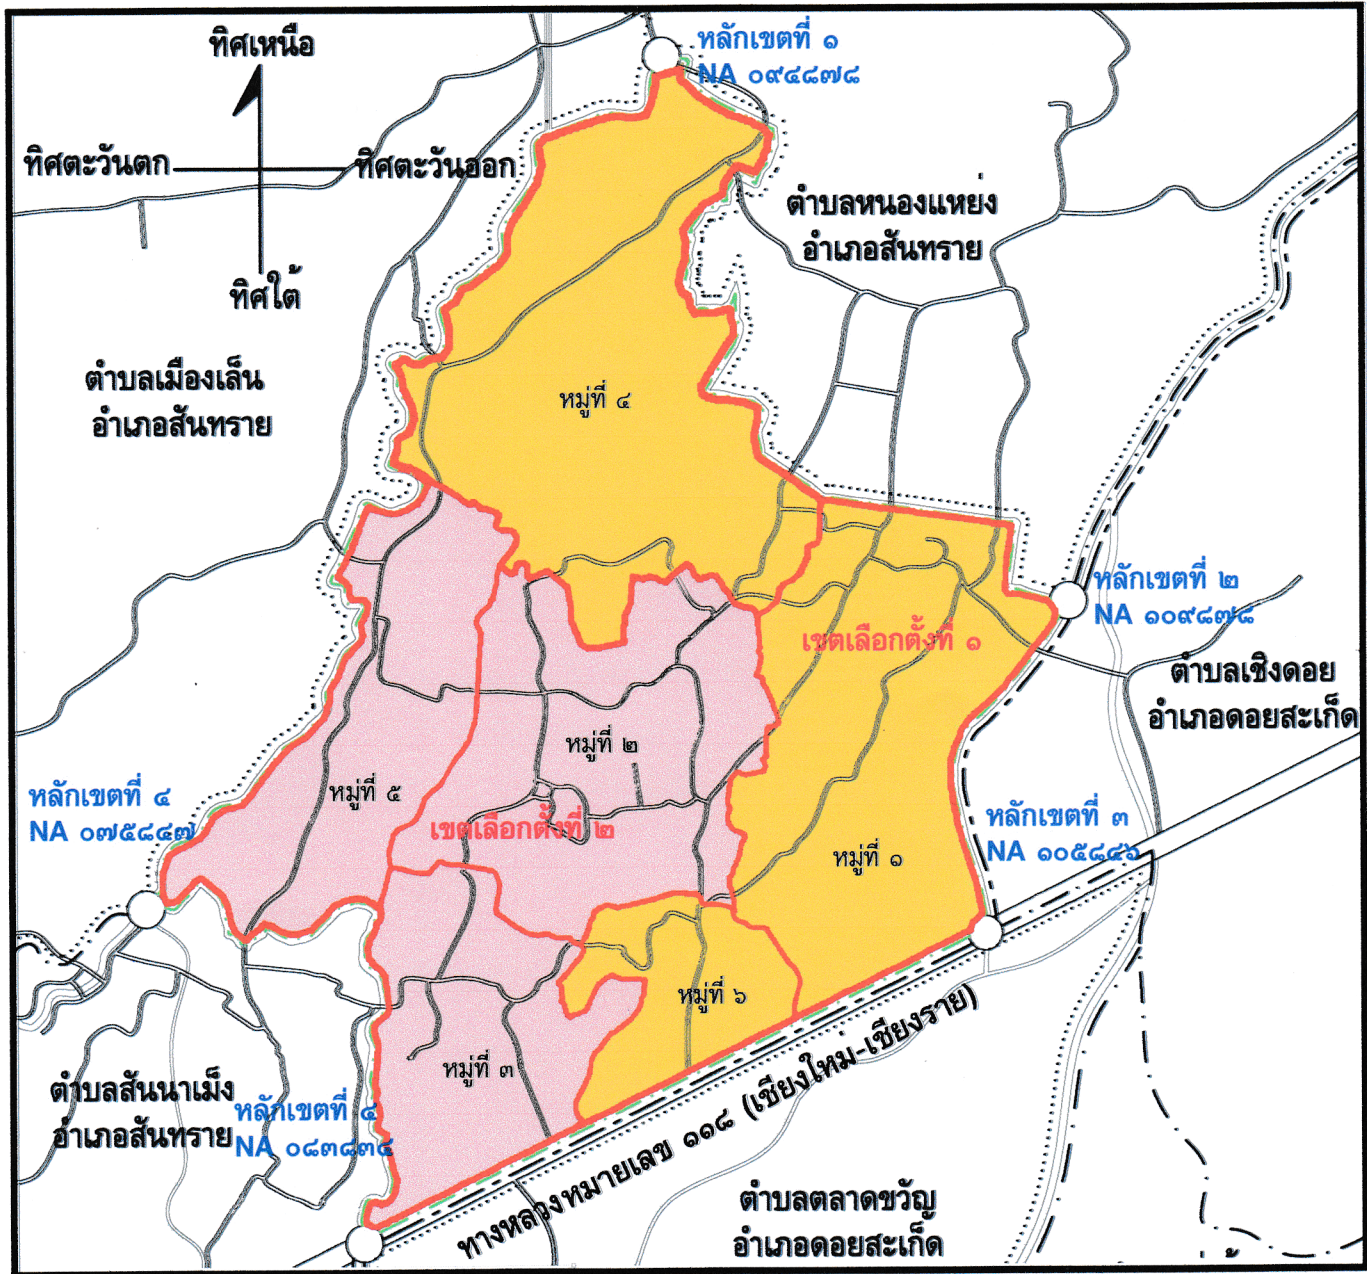 ทิศเหนือ
ทิศตะวันตก
ทิศตะวันออก
ทิศใต้
หลักเขตที่ ๑
NA ๐๙๔๘๗๘
ตำบลหนองแหย่ง
อำเภอสันทราย
ตำบลเมืองเล็น
อำเภอสันทราย
หมู่ที่ ๔
หลักเขตที่ ๒
NA ๑๐๙๘๗๘
เขตเลือกตั้งที่ ๑
ตำบลเชิงดอย
อำเภอดอยสะเก็ด
หมู่ที่ ๒
หมู่ที่ ๕
หลักเขตที่ ๔
NA ๐๗๕๘๔๗
เขตเลือกตั้งที่ ๒
หลักเขตที่ ๓
NA ๑๐๕๘๔๖
หมู่ที่ ๑
หมู่ที่ ๖
หมู่ที่ ๓
ตำบลสันนาเม็ง
อำเภอสันทราย
หลักเขตที่ ๔
NA ๐๘๓๘๓๔
ทางหลวงหมายเลข ๑๑๘ (เชียงใหม่-เชียงราย)
ตำบลตลาดขวัญ
อำเภอดอยสะเก็ด